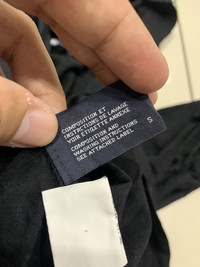 COMPOSITION ET
INSTRUCTIONS DE LAVAGE
VOIR ETIQUETTE ANNEXE
COMPOSITION AND
WASHING INSTRUCTIONS
SEE ATTACHED LABEL
S